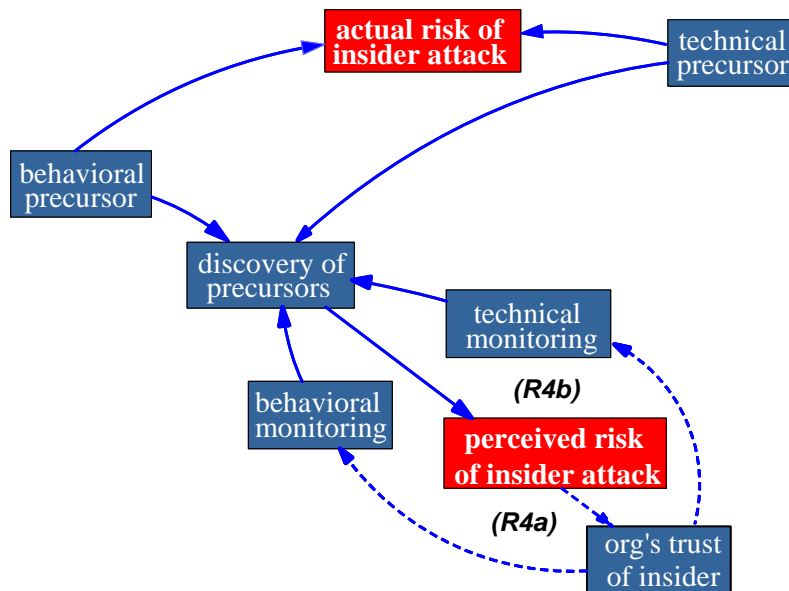 actual risk of
insider attack
technical
precursor
behavioral
precursor
discovery of
precursors
technical
monitoring
(R4b)
behavioral
monitoring
perceived risk
of insider attack
(R4a)
org's trust
of insider